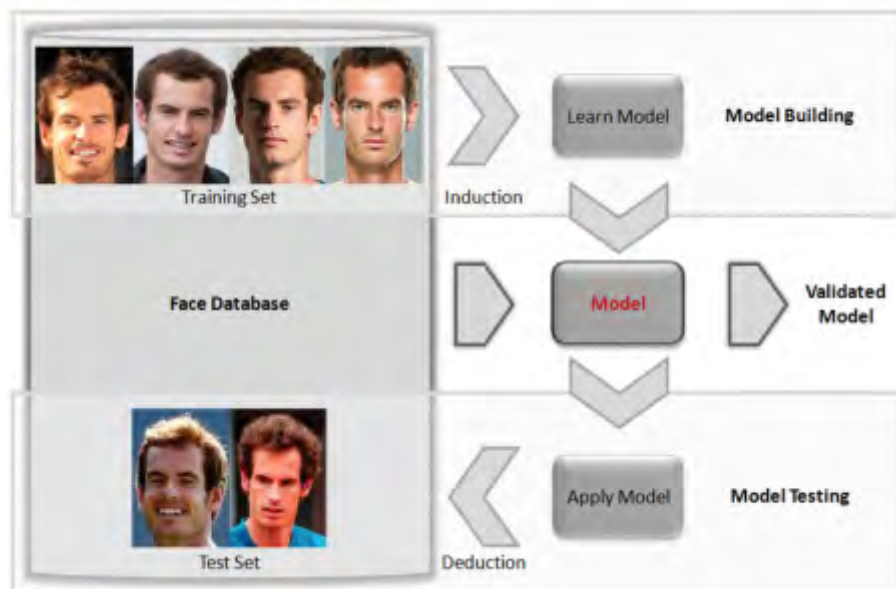 Learn Model
Model Building
Training Set
Induction
Face Database
Model
Validated
Model
Apply Model
Model Testing
Test Set
Deduction